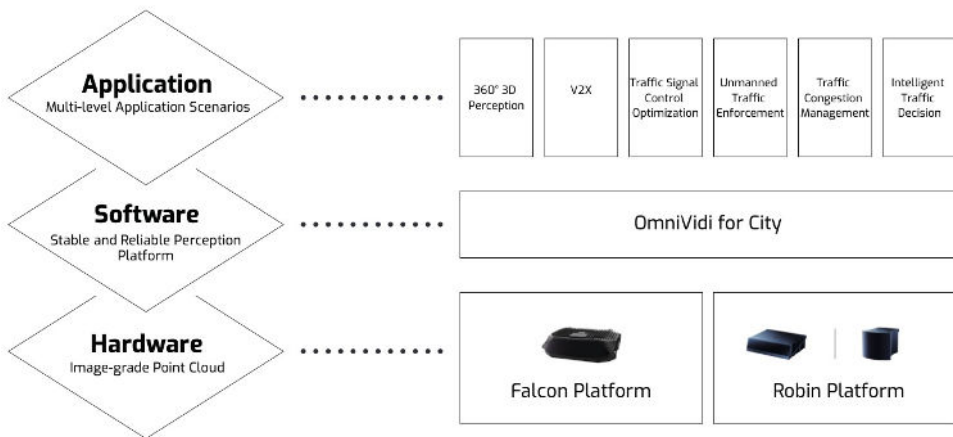 Application
Multi-level Application Scenarios
360° 3D
Perception
V2X
Traffic Signal
Control
Optimization
Unmanned
Traffic
Enforcement
Traffic
Congestion
Management
Intelligent
Traffic
Decision
Software
Stable and Reliable Perception
Platform
OmniVidi for City
Hardware
Image-grade Point Cloud
Falcon Platform
Robin Platform